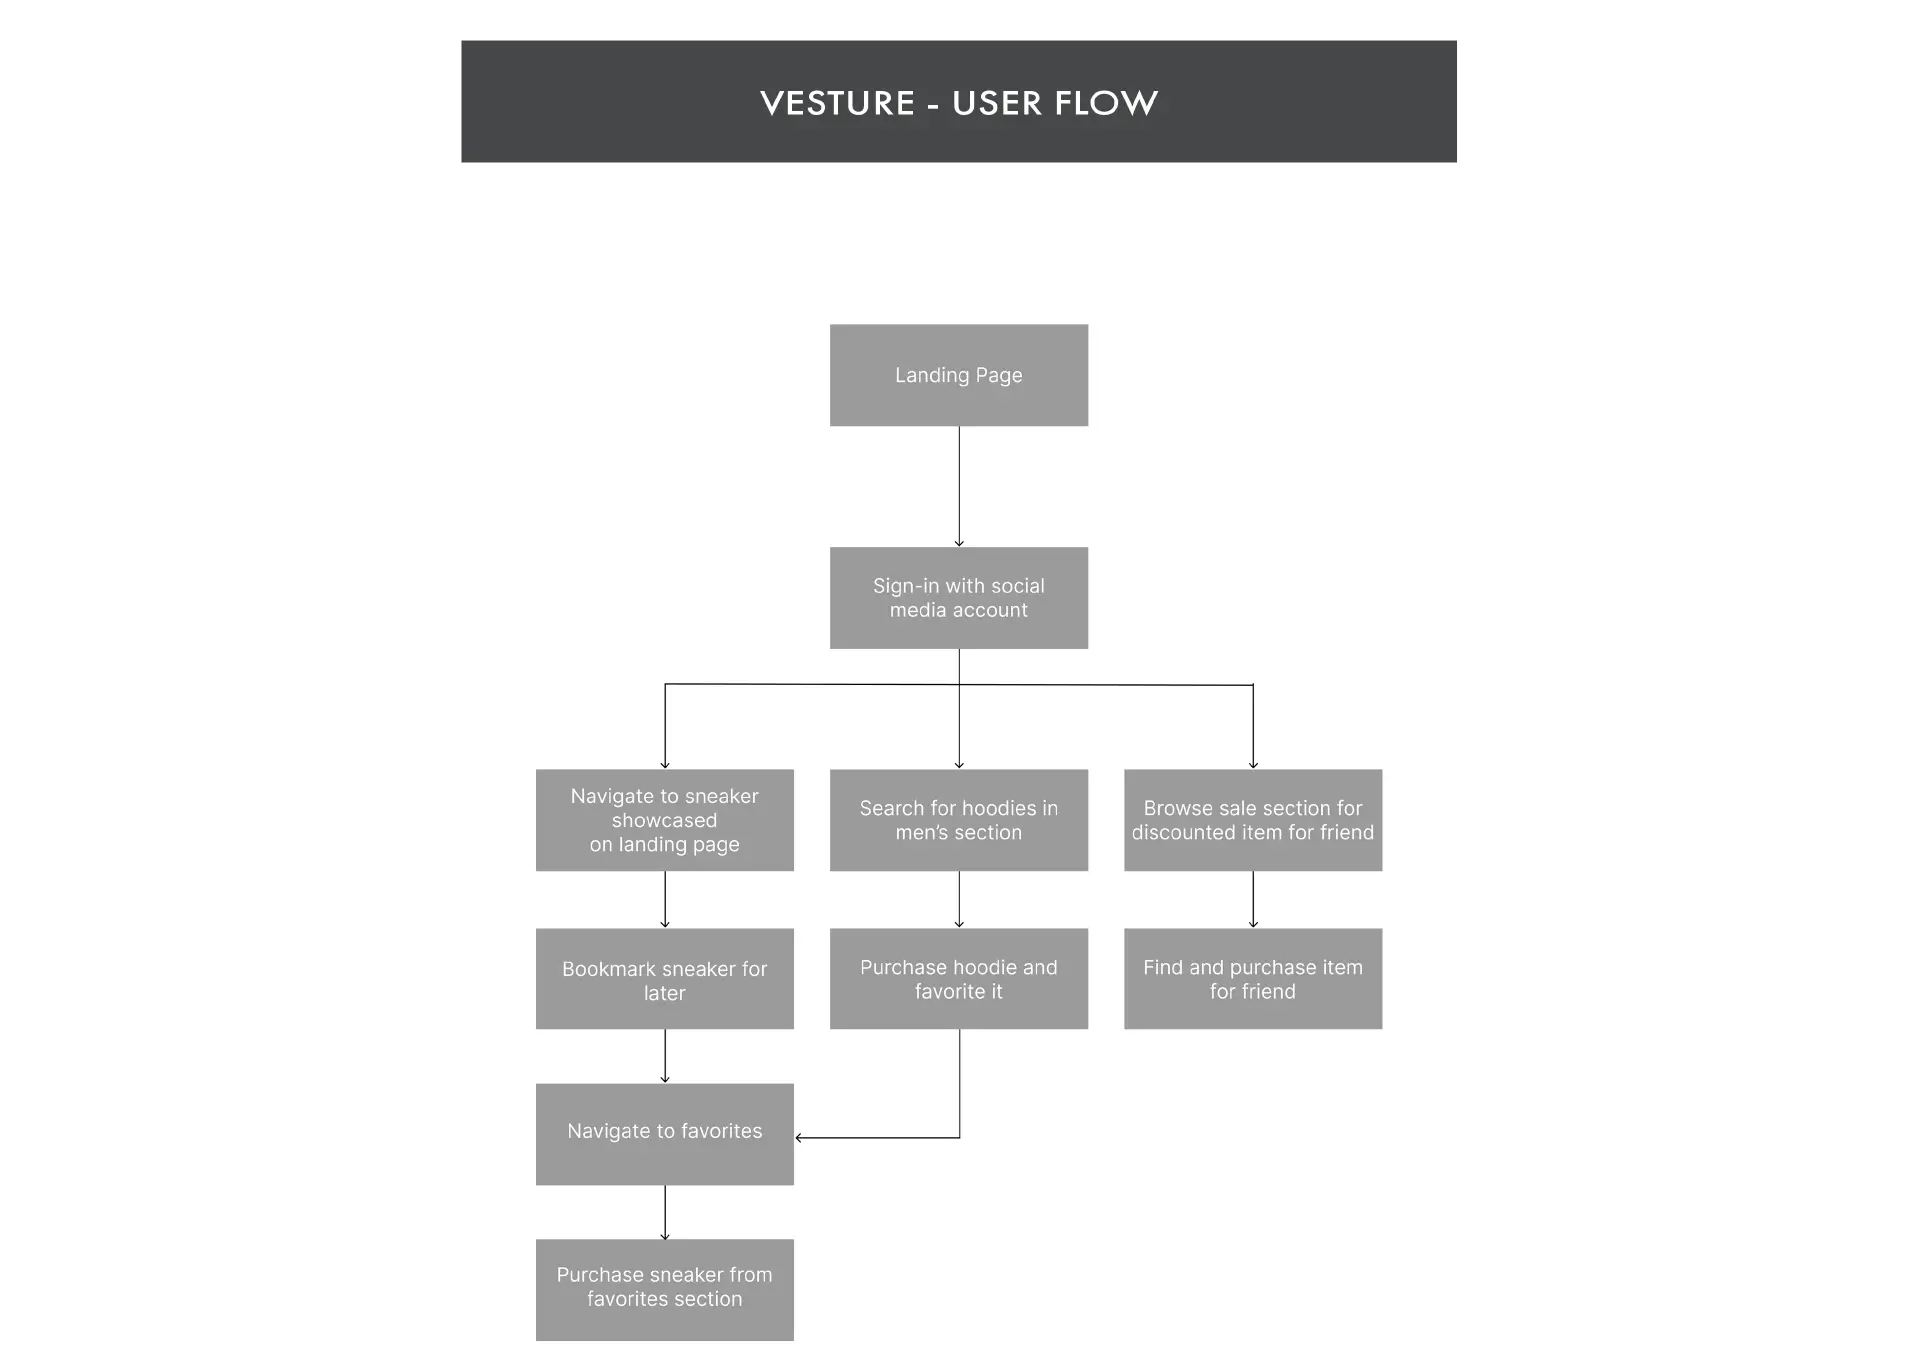 VESTURE - USER FLOW
Landing Page
Sign-in with social
media account
Navigate to sneaker
showcased
on landing page
Search for hoodies in
men’s section
Browse sale section for
discounted item for friend
Bookmark sneaker for
later
Purchase hoodie and
favorite it
Find and purchase item
for friend
Navigate to favorites
Purchase sneaker from
favorites section